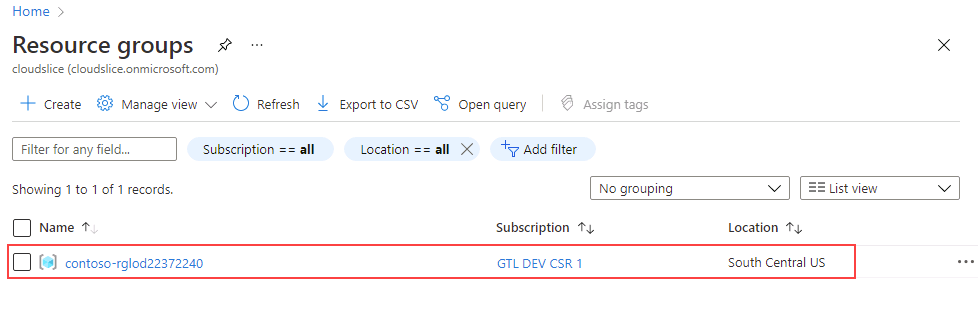 Home >
Resource groups ...
cloudslice (cloudslice.onmicrosoft.com)
+ Create Manage view Refresh Export to CSV Open query Assign tags
Filter for any field... Subscription == all Location == all Add filter
Showing 1 to 1 of 1 records. No grouping List view
Name Subscription Location
contoso-rglod22372240 GTL DEV CSR 1 South Central US ...